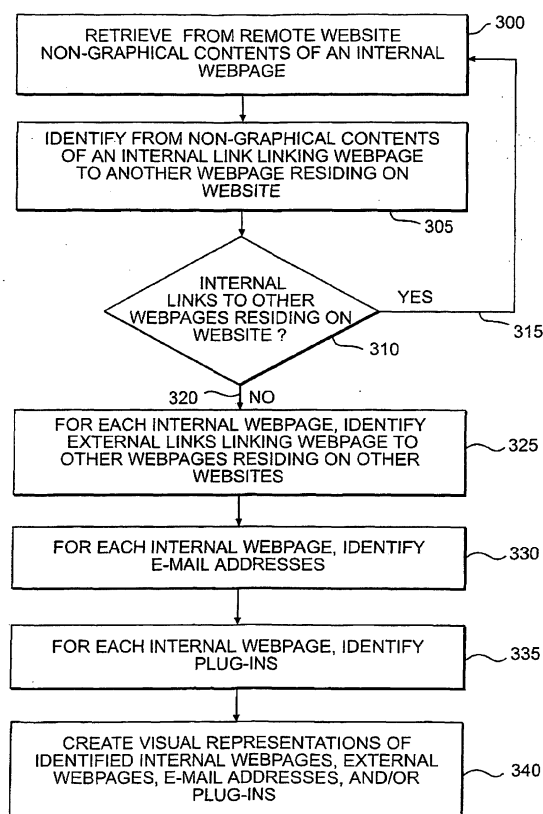 RETRIEVE FROM REMOTE WEBSITE
NON-GRAPHICAL CONTENTS OF AN INTERNAL
WEBPAGE
300
IDENTIFY FROM NON-GRAPHICAL CONTENTS
OF AN INTERNAL LINK LINKING WEBPAGE
TO ANOTHER WEBPAGE RESIDING ON
WEBSITE
305
INTERNAL
LINKS TO OTHER
WEBPAGES RESIDING ON
WEBSITE ?
310
YES
315
320
NO
FOR EACH INTERNAL WEBPAGE, IDENTIFY
EXTERNAL LINKS LINKING WEBPAGE TO
OTHER WEBPAGES RESIDING ON OTHER
WEBSITES
325
FOR EACH INTERNAL WEBPAGE, IDENTIFY
E-MAIL ADDRESSES
330
FOR EACH INTERNAL WEBPAGE, IDENTIFY
PLUG-INS
335
CREATE VISUAL REPRESENTATIONS OF
IDENTIFIED INTERNAL WEBPAGES, EXTERNAL
WEBPAGES, E-MAIL ADDRESSES, AND/OR
PLUG-INS
340